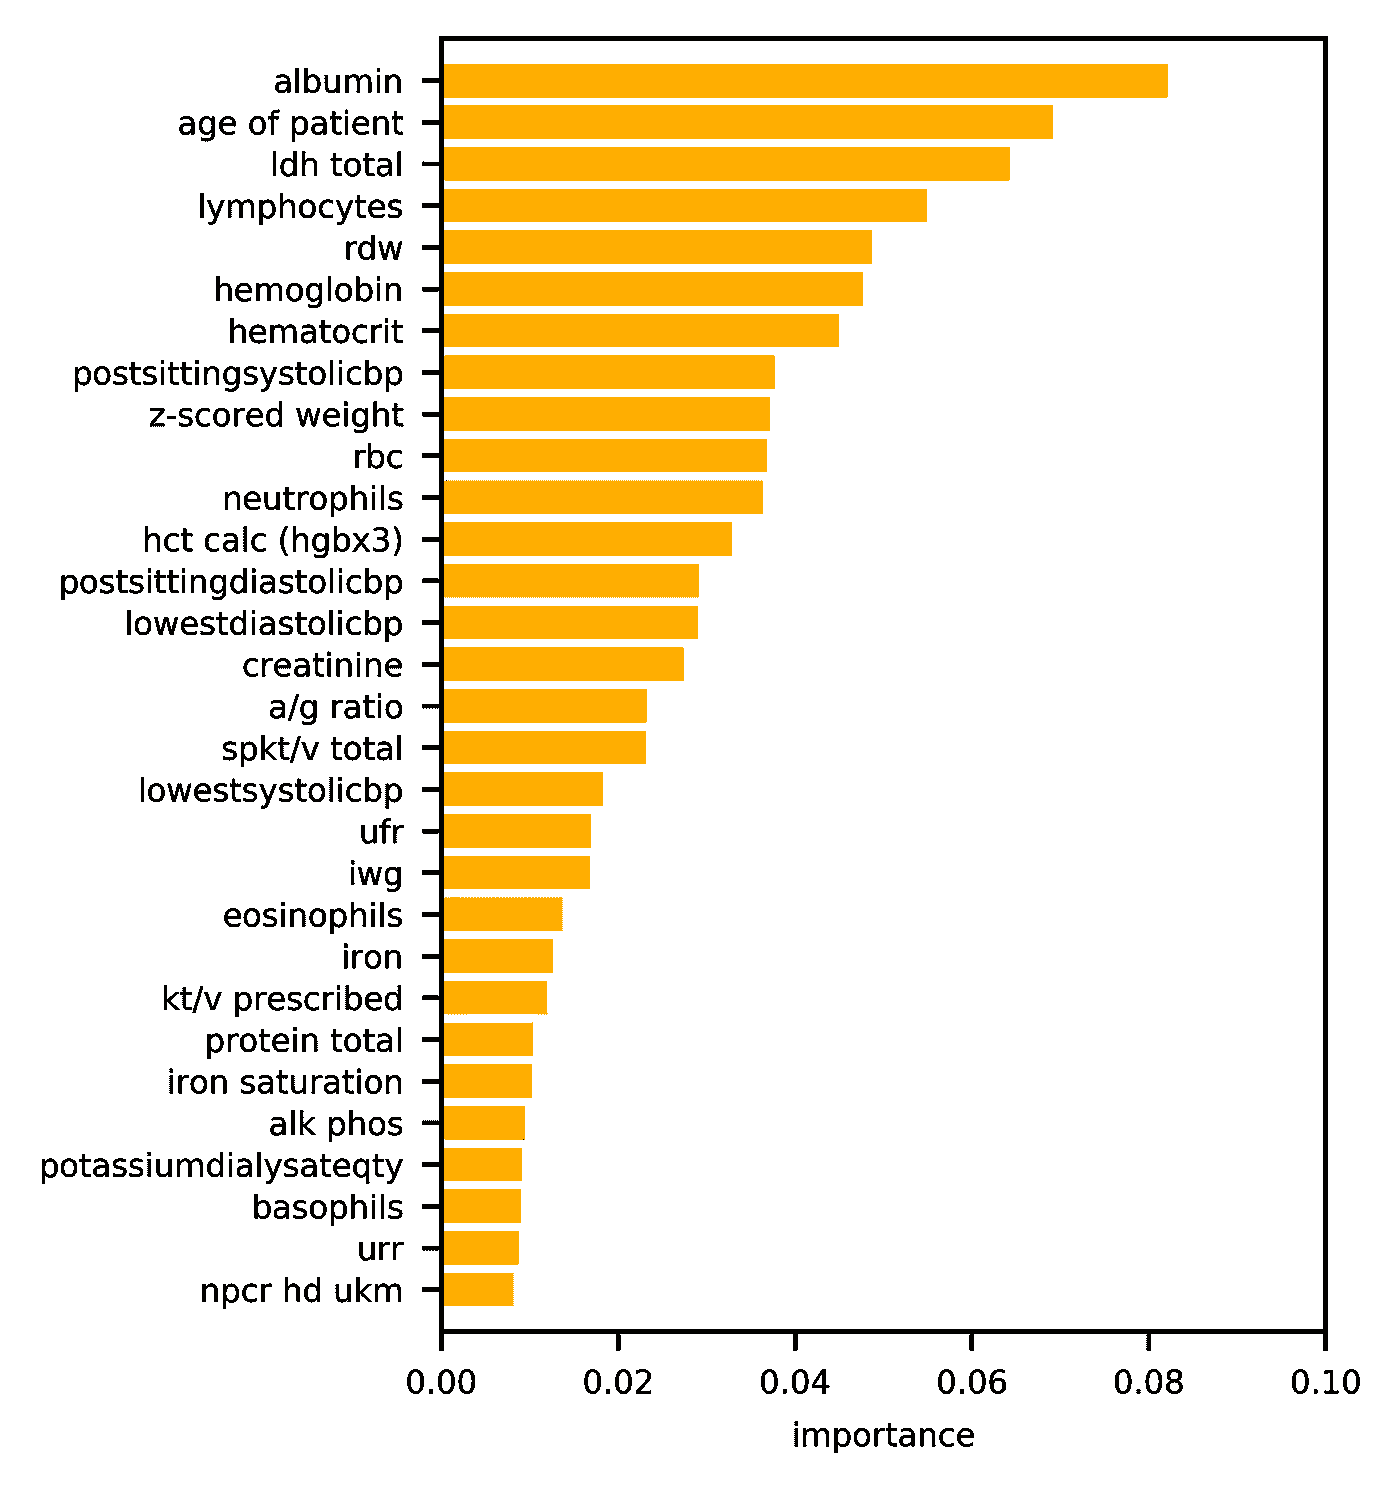 albumin
age of patient
ldh total
lymphocytes
rdw
hemoglobin
hematocrit
postsittingsystolicbp
z-scored weight
rbc
neutrophils
hct calc (hgbx3)
postsittingdiastolicbp
lowestdiastolicbp
creatinine
a/g ratio
spkt/v total
lowestsystolicbp
ufr
iwg
eosinophils
iron
kt/v prescribed
protein total
iron saturation
alk phos
potassiumdialysateqty
basophils
urr
npcr hd ukm
0.00 0.02 0.04 0.06 0.08 0.10
importance